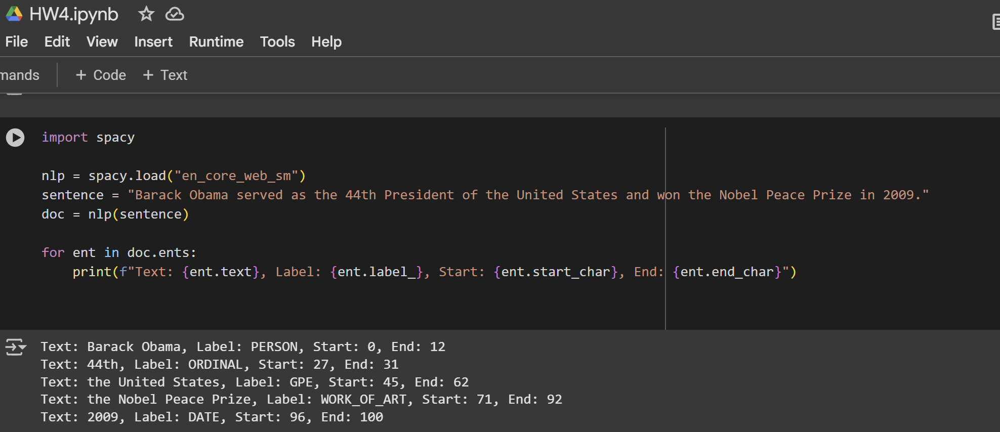 HW4.ipynb
File Edit View Insert Runtime Tools Help
mands + Code + Text
import spacy
nlp = spacy.load("en_core_web_sm")
sentence = "Barack Obama served as the 44th President of the United States and won the Nobel Peace Prize in 2009."
doc = nlp(sentence)
for ent in doc.ents:
    print(f"Text: {ent.text}, Label: {ent.label_}, Start: {ent.start_char}, End: {ent.end_char}")
Text: Barack Obama, Label: PERSON, Start: 0, End: 12
Text: 44th, Label: ORDINAL, Start: 27, End: 31
Text: the United States, Label: GPE, Start: 45, End: 62
Text: the Nobel Peace Prize, Label: WORK_OF_ART, Start: 71, End: 92
Text: 2009, Label: DATE, Start: 96, End: 100